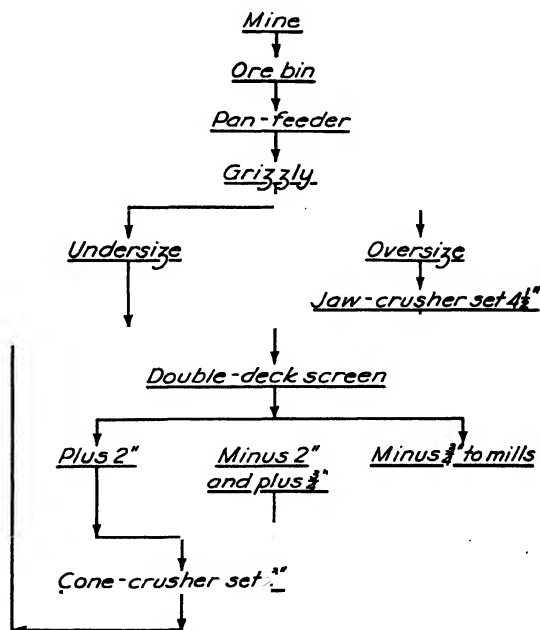 Mine
Ore bin
Pan-feeder
Grizzly
Undersize
Oversize
Jaw-crusher set 4½"
Double-deck screen
Plus 2"
Minus 2"
and plus ¾"
Minus ¾" to mills
Cone-crusher set